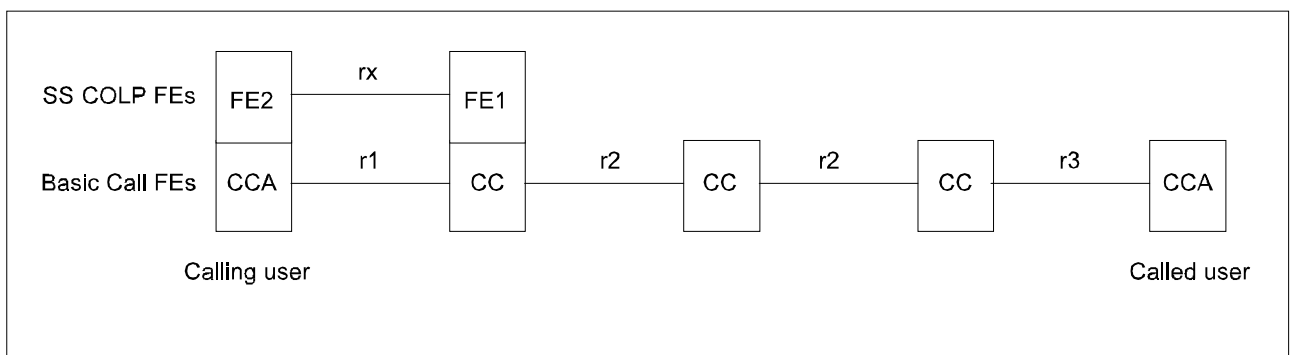 rx
SS COLP FEs FE2 FE1
r1 r2 r2 r3
Basic Call FEs CCA CC CC CC CCA
Calling user Called user